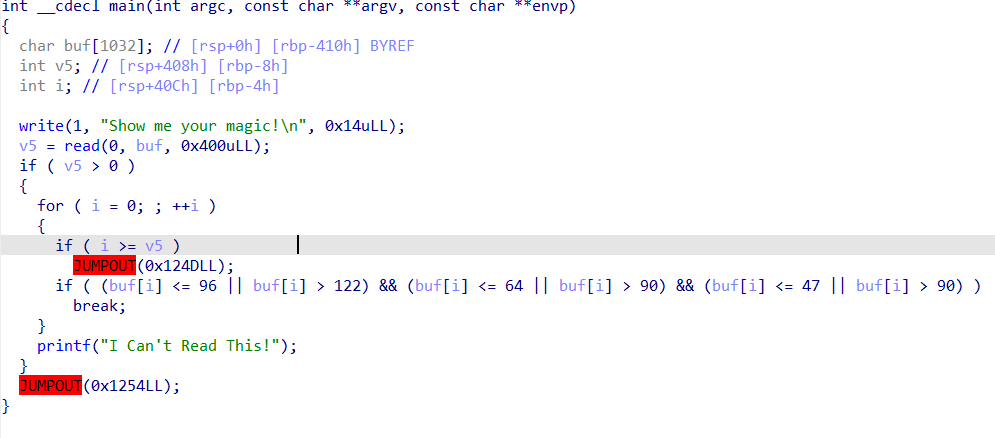 int __cdecl main(int argc, const char **argv, const char **envp)
{
  char buf[1032]; // [rsp+0h] [rbp-410h] BYREF
  int v5; // [rsp+408h] [rbp-8h]
  int i; // [rsp+40Ch] [rbp-4h]

  write(1, "Show me your magic!\n", 0x14uLL);
  v5 = read(0, buf, 0x400uLL);
  if ( v5 > 0 )
  {
    for ( i = 0; ; ++i )
    {
      if ( i >= v5 )
        JUMPOUT(0x124DLL);
      if ( (buf[i] <= 96 || buf[i] > 122) && (buf[i] <= 64 || buf[i] > 90) && (buf[i] <= 47 || buf[i] > 90) )
        break;
    }
    printf("I Can't Read This!");
  }
  JUMPOUT(0x1254LL);
}